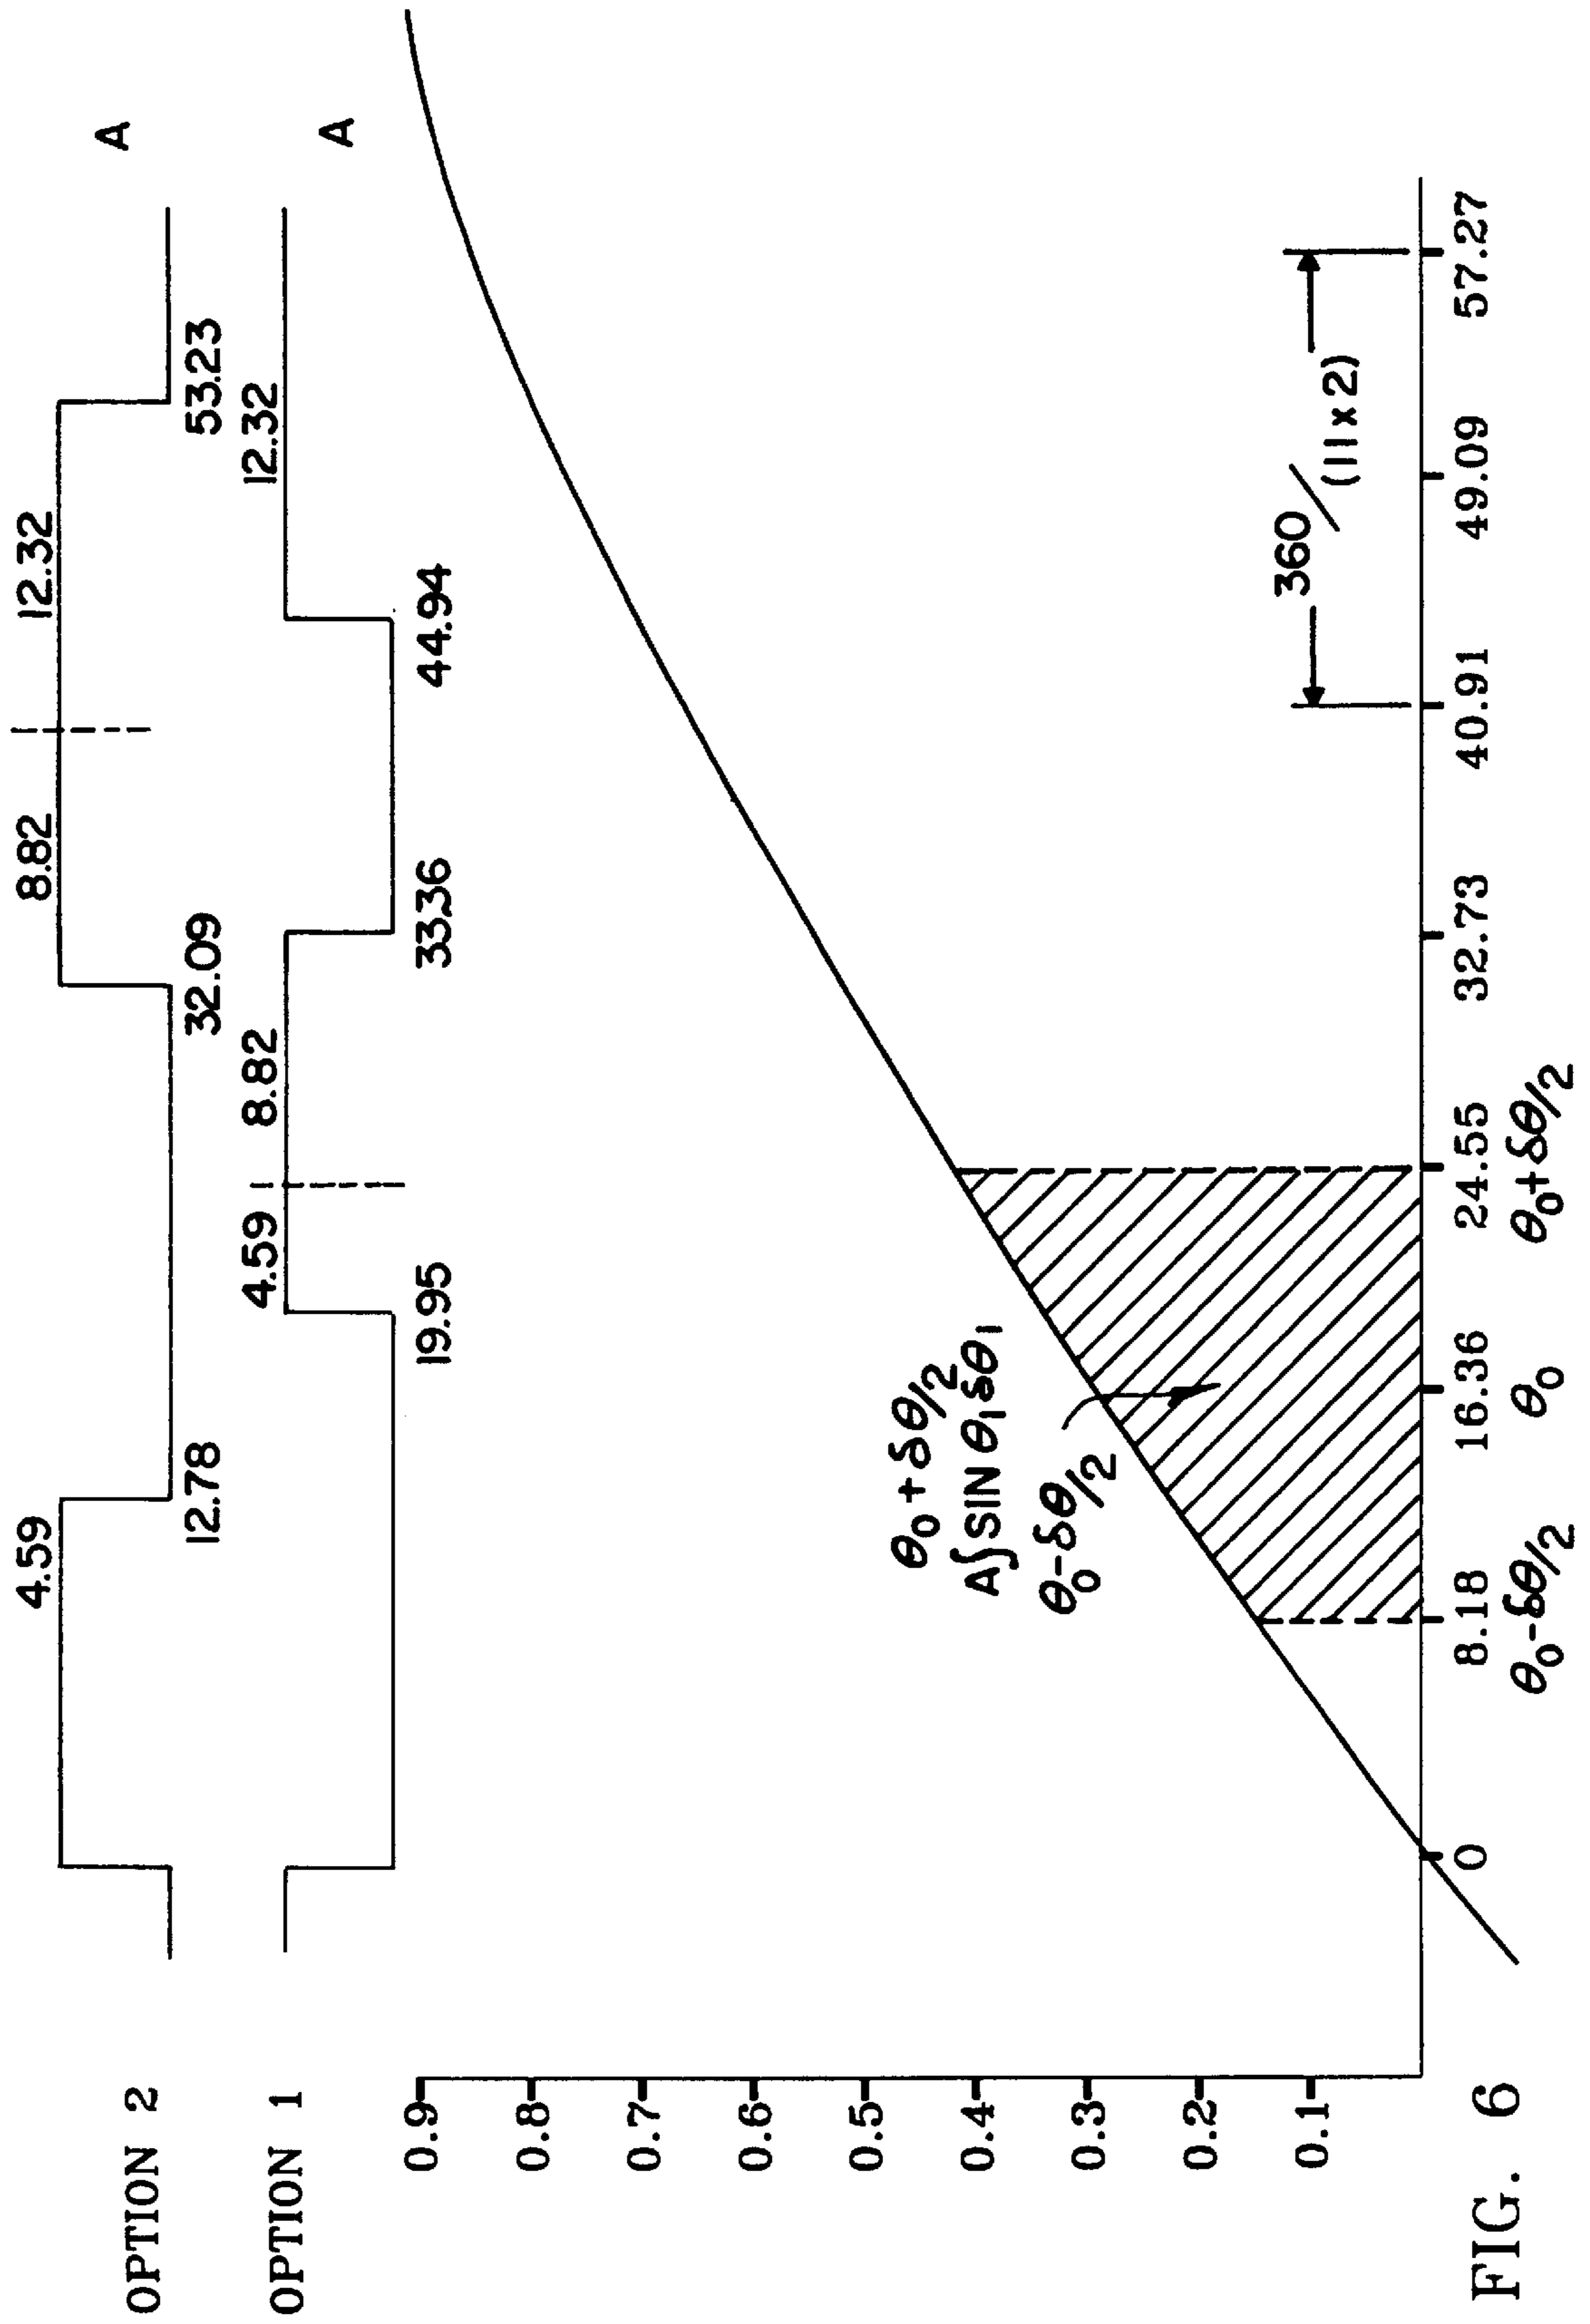 OPTION 2
4.59
8.82
12.32
A
12.78
32.09
53.23
OPTION 1
4.59
8.82
12.32
A
19.95
33.36
44.94
0.9
0.8
0.7
0.6
0.5
0.4
0.3
0.2
0.1
θ₀+δθ/2
A∫SIN θ₁δθ₁
θ₀-δθ/2
360/(11x2)
0 8.18 16.36 24.55 32.73 40.91 49.09 57.27
θ₀-δθ/2 θ₀ θ₀+δθ/2
FIG. 6